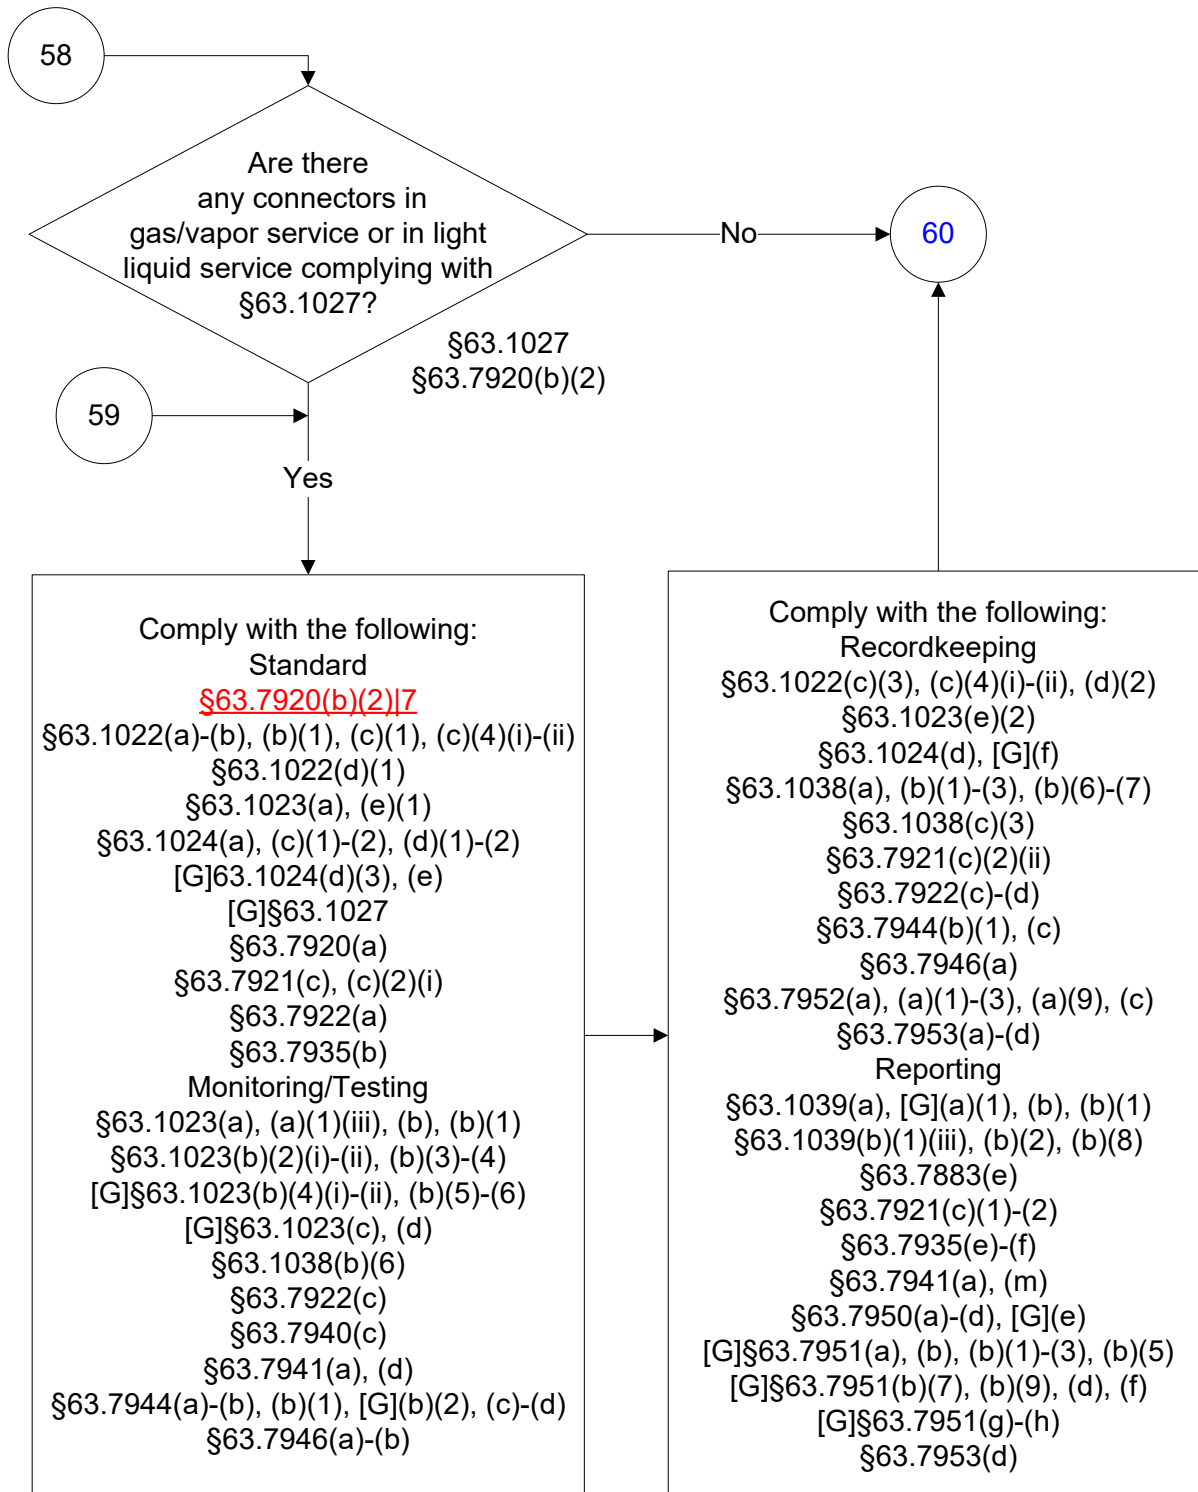 58
Are there
any connectors in
gas/vapor service or in light
liquid service complying with
§63.1027?
No
60
§63.1027
§63.7920(b)(2)
59
Yes
Comply with the following:
Standard
§63.7920(b)(2)|7
§63.1022(a)-(b), (b)(1), (c)(1), (c)(4)(i)-(ii)
§63.1022(d)(1)
§63.1023(a), (e)(1)
§63.1024(a), (c)(1)-(2), (d)(1)-(2)
[G]63.1024(d)(3), (e)
[G]§63.1027
§63.7920(a)
§63.7921(c), (c)(2)(i)
§63.7922(a)
§63.7935(b)
Monitoring/Testing
§63.1023(a), (a)(1)(iii), (b), (b)(1)
§63.1023(b)(2)(i)-(ii), (b)(3)-(4)
[G]§63.1023(b)(4)(i)-(ii), (b)(5)-(6)
[G]§63.1023(c), (d)
§63.1038(b)(6)
§63.7922(c)
§63.7940(c)
§63.7941(a), (d)
§63.7944(a)-(b), (b)(1), [G](b)(2), (c)-(d)
§63.7946(a)-(b)
Comply with the following:
Recordkeeping
§63.1022(c)(3), (c)(4)(i)-(ii), (d)(2)
§63.1023(e)(2)
§63.1024(d), [G](f)
§63.1038(a), (b)(1)-(3), (b)(6)-(7)
§63.1038(c)(3)
§63.7921(c)(2)(ii)
§63.7922(c)-(d)
§63.7944(b)(1), (c)
§63.7946(a)
§63.7952(a), (a)(1)-(3), (a)(9), (c)
§63.7953(a)-(d)
Reporting
§63.1039(a), [G](a)(1), (b), (b)(1)
§63.1039(b)(1)(iii), (b)(2), (b)(8)
§63.7883(e)
§63.7921(c)(1)-(2)
§63.7935(e)-(f)
§63.7941(a), (m)
§63.7950(a)-(d), [G](e)
[G]§63.7951(a), (b), (b)(1)-(3), (b)(5)
[G]§63.7951(b)(7), (b)(9), (d), (f)
[G]§63.7951(g)-(h)
§63.7953(d)